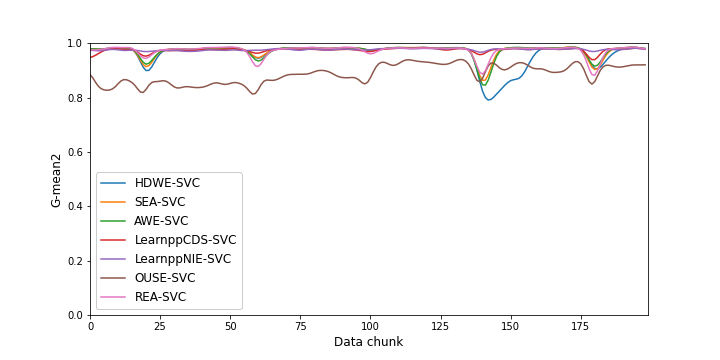 1.0
0.8
0.6
0.4
0.2
0.0
G-mean2
HDWE-SVC
SEA-SVC
AWE-SVC
LearnppCDS-SVC
LearnppNIE-SVC
OUSE-SVC
REA-SVC
0 25 50 75 100 125 150 175
Data chunk